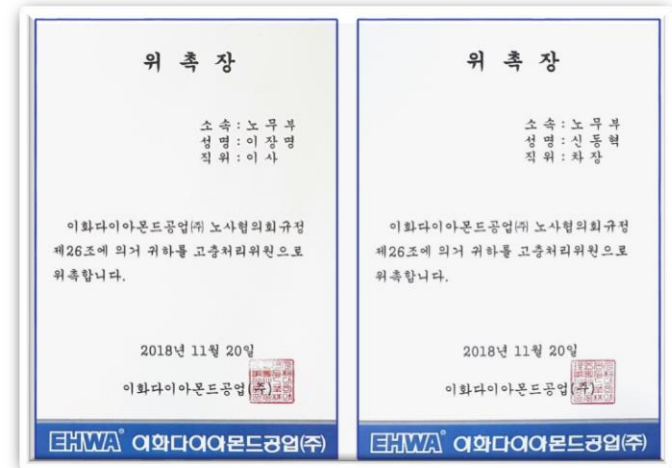 위 촉 장
소 속 : 노 무 부
성 명 : 이 장 명
직 위 : 이 사
이화다이아몬드공업㈜ 노사협의회규정
제26조에 의거 귀하를 고충처리위원으로
위촉합니다.
2018년 11월 20일
이화다이아몬드공업(주)
EHWA® 이화다이아몬드공업(주)
위 촉 장
소 속 : 노 무 부
성 명 : 신 동 혁
직 위 : 차 장
이화다이아몬드공업㈜ 노사협의회규정
제26조에 의거 귀하를 고충처리위원으로
위촉합니다.
2018년 11월 20일
이화다이아몬드공업(주)
EHWA® 이화다이아몬드공업(주)